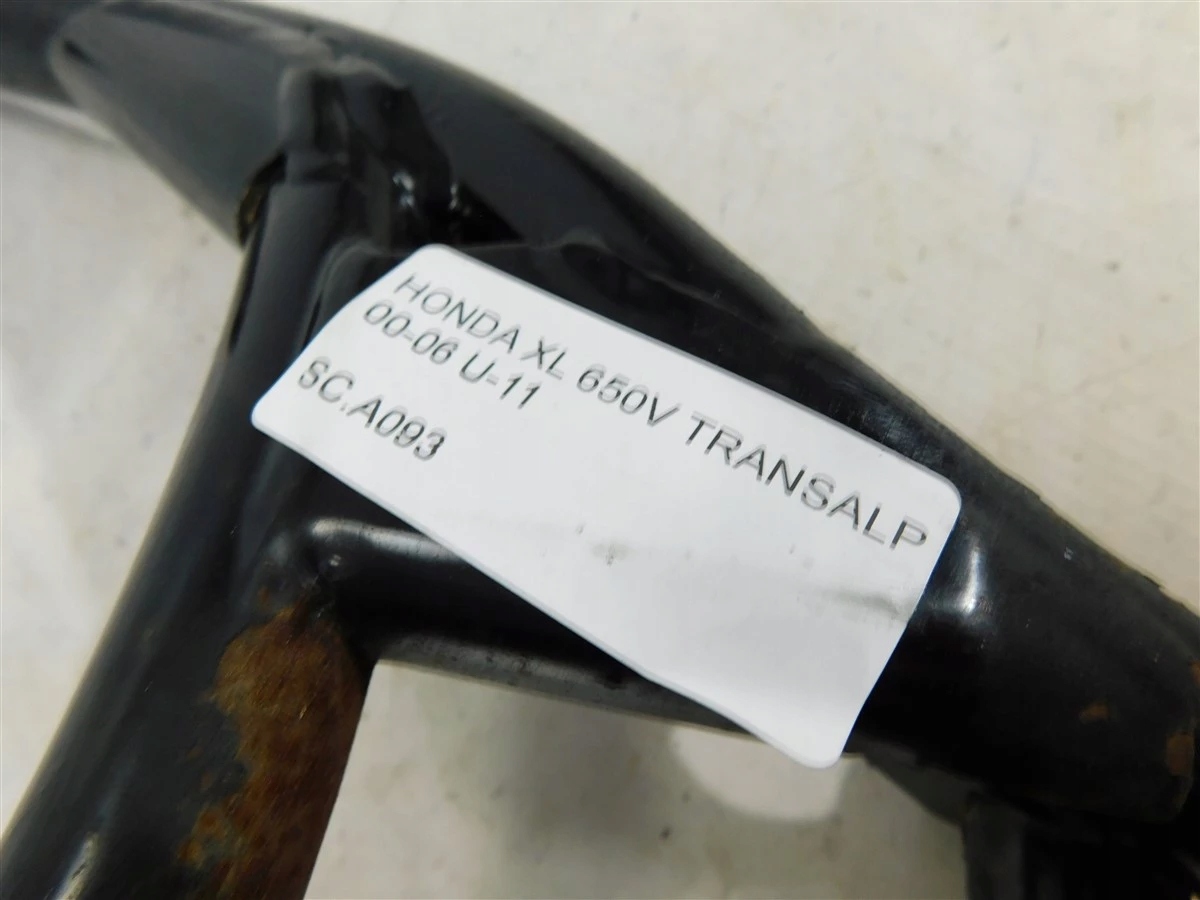 HONDA XL 650V TRANSALP
00-06 U-11
SC.A093